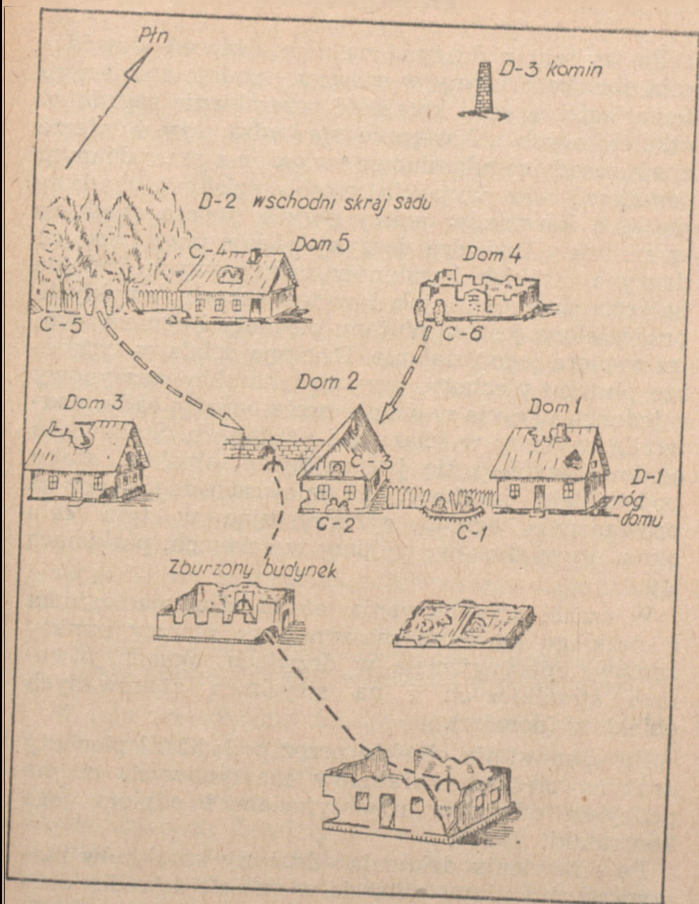 Płn
D-3 komin
D-2 wschodni skraj sadu
C-4
Dom 5
Dom 4
C-5
C-6
Dom 2
Dom 3
Dom 1
C-3
D-1
róg
domu
C-2
C-1
Zburzony budynek